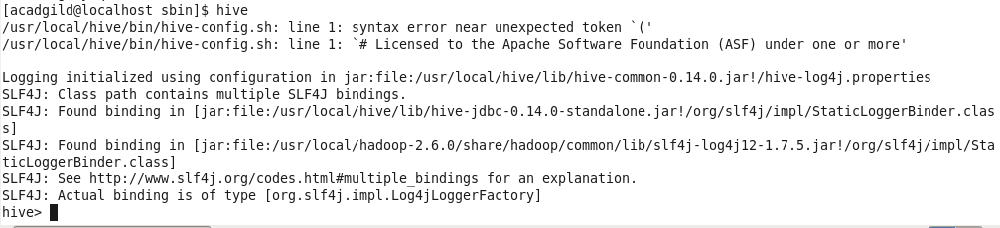 [acadgild@localhost sbin]$ hive
/usr/local/hive/bin/hive-config.sh: line 1: syntax error near unexpected token `('
/usr/local/hive/bin/hive-config.sh: line 1: `# Licensed to the Apache Software Foundation (ASF) under one or more'
Logging initialized using configuration in jar:file:/usr/local/hive/lib/hive-common-0.14.0.jar!/hive-log4j.properties
SLF4J: Class path contains multiple SLF4J bindings.
SLF4J: Found binding in [jar:file:/usr/local/hive/lib/hive-jdbc-0.14.0-standalone.jar!/org/slf4j/impl/StaticLoggerBinder.clas
s]
SLF4J: Found binding in [jar:file:/usr/local/hadoop-2.6.0/share/hadoop/common/lib/slf4j-log4j12-1.7.5.jar!/org/slf4j/impl/Sta
ticLoggerBinder.class]
SLF4J: See http://www.slf4j.org/codes.html#multiple_bindings for an explanation.
SLF4J: Actual binding is of type [org.slf4j.impl.Log4jLoggerFactory]
hive>